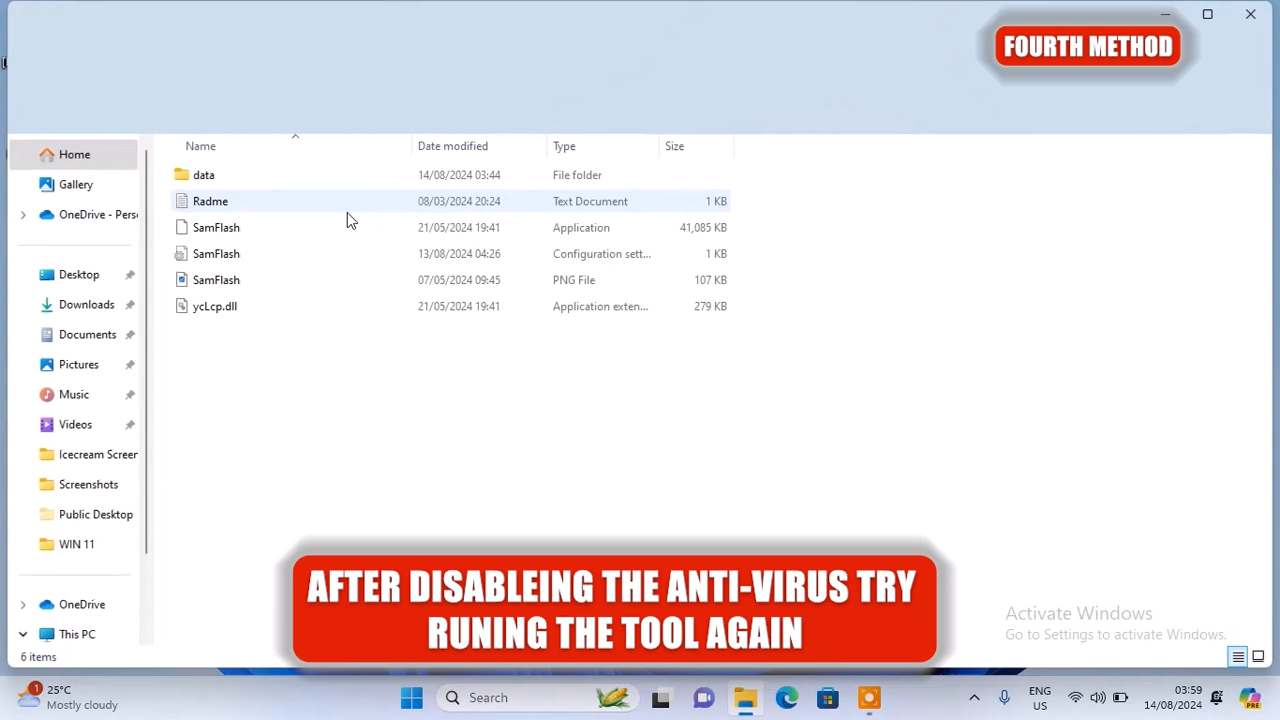 FOURTH METHOD
Name Date modified Type Size
Home
data 14/08/2024 03:44 File folder
Gallery
Radme 08/03/2024 20:24 Text Document 1 KB
OneDrive - Pers
SamFlash 21/05/2024 19:41 Application 41,085 KB
SamFlash 13/08/2024 04:26 Configuration sett... 1 KB
Desktop
SamFlash 07/05/2024 09:45 PNG File 107 KB
Downloads
ycLcp.dll 21/05/2024 19:41 Application exten... 279 KB
Documents
Pictures
Music
Videos
Icecream Screer
Screenshots
Public Desktop
WIN 11
OneDrive
This PC
AFTER DISABLEING THE ANTI-VIRUS TRY
RUNING THE TOOL AGAIN
Activate Windows
Go to Settings to activate Windows.
6 items
1
25°C
Mostly cloudy
Search
ENG
US
03:59
14/08/2024
PRE